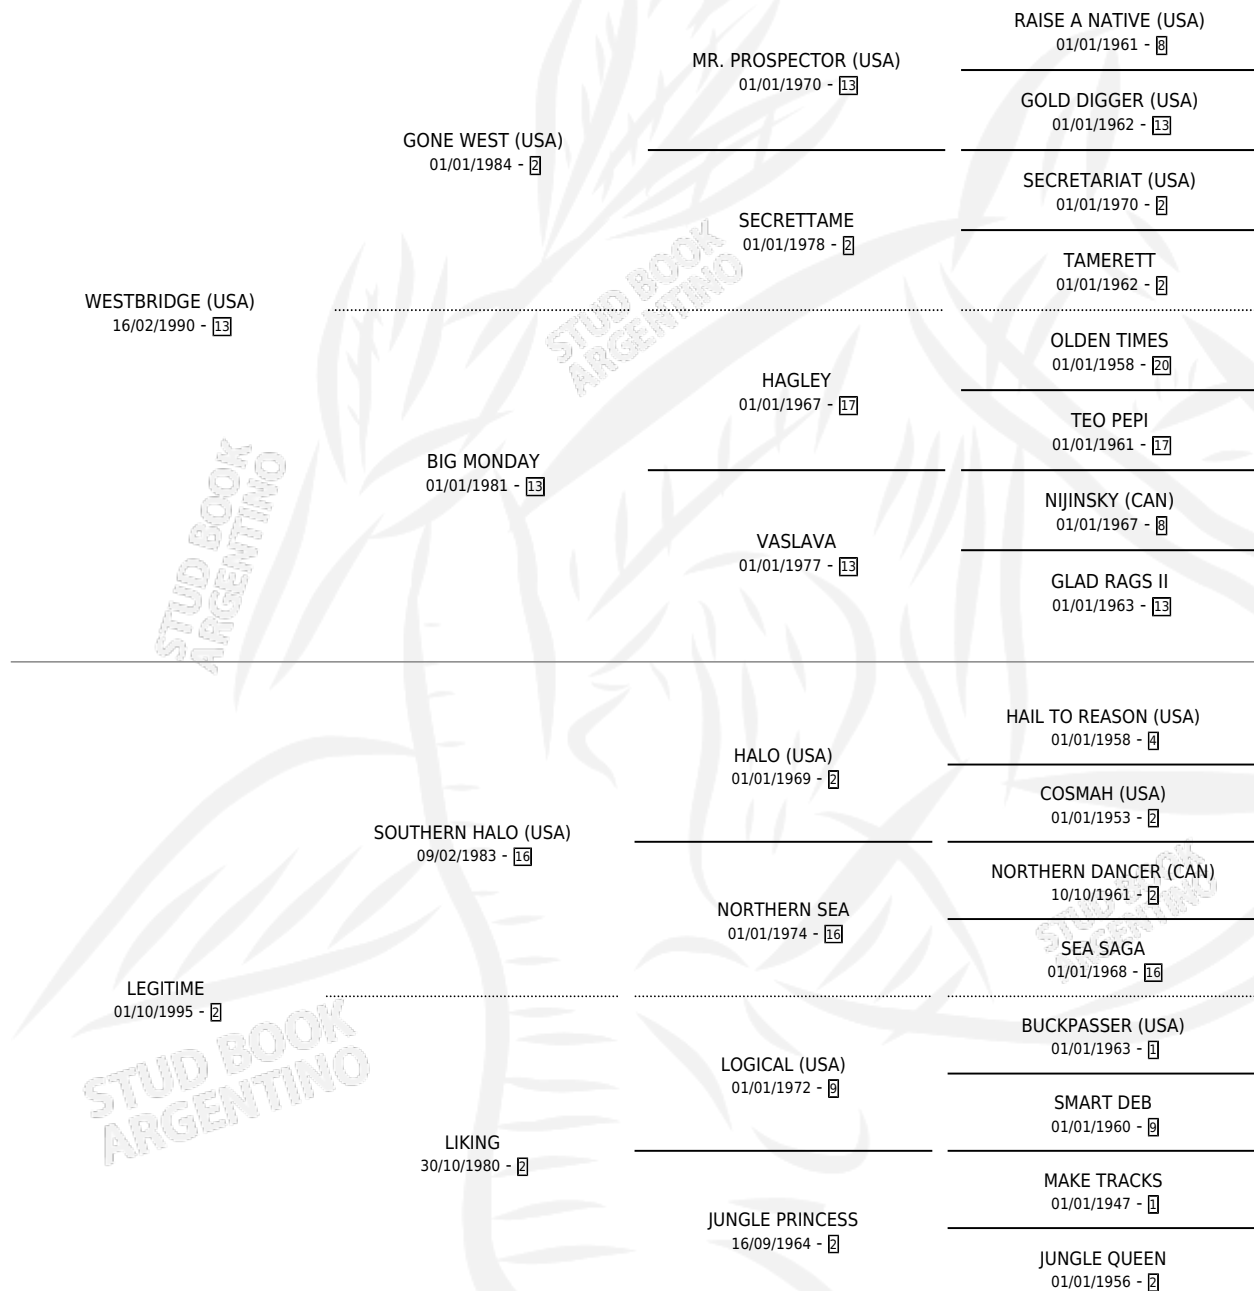 RAISE A NATIVE (USA)
01/01/1961 - 8
MR. PROSPECTOR (USA)
01/01/1970 - 13
GOLD DIGGER (USA)
01/01/1962 - 13
GONE WEST (USA)
01/01/1984 - 2
SECRETARIAT (USA)
01/01/1970 - 2
SECRETTAME
01/01/1978 - 2
TAMERETT
01/01/1962 - 2
WESTBRIDGE (USA)
16/02/1990 - 13
OLDEN TIMES
01/01/1958 - 20
HAGLEY
01/01/1967 - 17
TEO PEPI
01/01/1961 - 17
BIG MONDAY
01/01/1981 - 13
NIJINSKY (CAN)
01/01/1967 - 8
VASLAVA
01/01/1977 - 13
GLAD RAGS II
01/01/1963 - 13
HAIL TO REASON (USA)
01/01/1958 - 4
HALO (USA)
01/01/1969 - 2
COSMAH (USA)
01/01/1953 - 2
SOUTHERN HALO (USA)
09/02/1983 - 16
NORTHERN DANCER (CAN)
10/10/1961 - 2
NORTHERN SEA
01/01/1974 - 16
SEA SAGA
01/01/1968 - 16
LEGITIME
01/10/1995 - 2
BUCKPASSER (USA)
01/01/1963 - 1
LOGICAL (USA)
01/01/1972 - 9
SMART DEB
01/01/1960 - 9
LIKING
30/10/1980 - 2
MAKE TRACKS
01/01/1947 - 1
JUNGLE PRINCESS
16/09/1964 - 2
JUNGLE QUEEN
01/01/1956 - 2
STUD BOOK
ARGENTINO
STUD BOOK
ARGENTINO
STUD BOOK
ARGENTINO
STUD BOOK
ARGENTINO